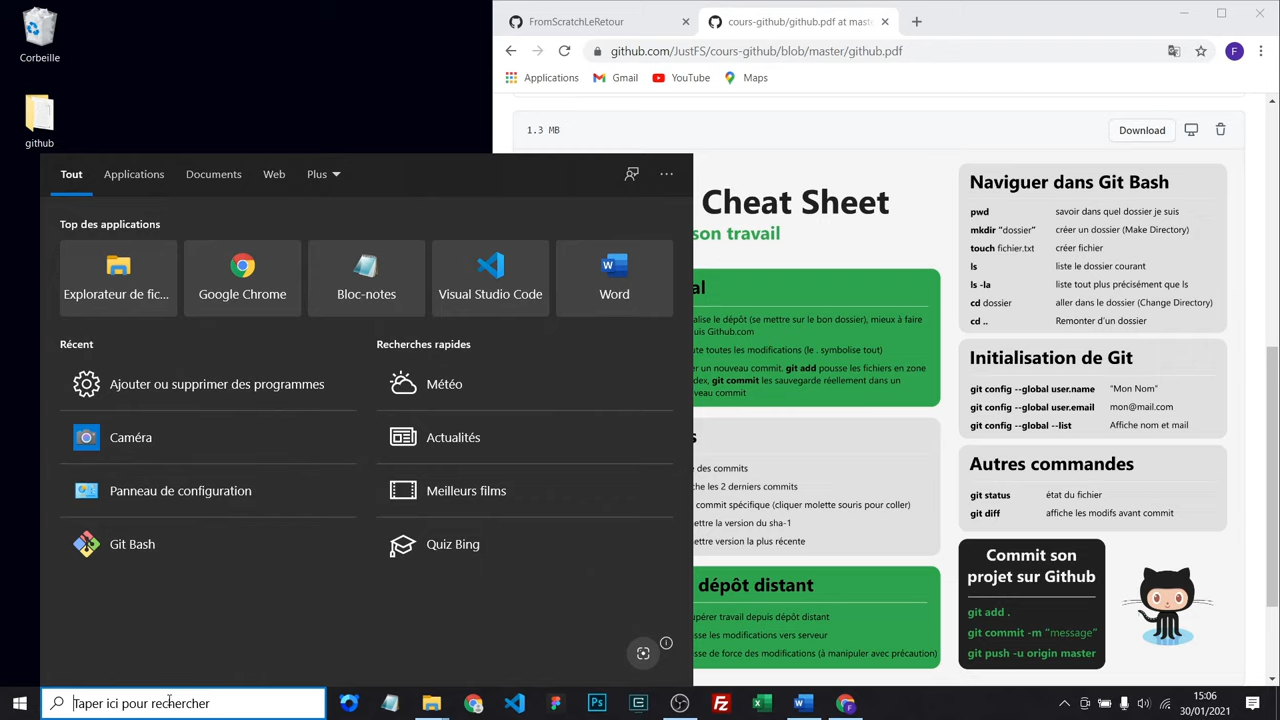 Corbeille
github
FromScratchLeRetour
cours-github/github.pdf at mas
github.com/JustFS/cours-github/blob/master/github.pdf
F
Applications
Gmail
YouTube
Maps
1.3 MB
Download
Tout
Applications
Documents
Web
Plus
Top des applications
Explorateur de fic...
Google Chrome
Bloc-notes
Visual Studio Code
Word
Récent
Ajouter ou supprimer des programmes
Caméra
Panneau de configuration
Git Bash
Recherches rapides
Météo
Actualités
Meilleurs films
Quiz Bing
Cheat Sheet
son travail
al
alise le dépôt (se mettre sur le bon dossier), mieux à faire
uis Github.com
ute toutes les modifications (le . symbolise tout)
er un nouveau commit. git add pousse les fichiers en zone
dex, git commit les sauvegarde réellement dans un
veau commit
s
e des commits
che les 2 derniers commits
commit spécifique (cliquer molette souris pour coller)
ettre la version du sha-1
ettre version la plus récente
dépôt distant
upérer travail depuis dépôt distant
sse les modifications vers serveur
sse de force des modifications (à manipuler avec précaution)
Naviguer dans Git Bash
pwd savoir dans quel dossier je suis
mkdir "dossier" créer un dossier (Make Directory)
touch fichier.txt créer fichier
ls liste le dossier courant
ls -la liste tout plus précisément que ls
cd dossier aller dans le dossier (Change Directory)
cd .. Remonter d'un dossier
Initialisation de Git
git config --global user.name "Mon Nom"
git config --global user.email mon@mail.com
git config --global --list Affiche nom et mail
Autres commandes
git status état du fichier
git diff affiche les modifs avant commit
Commit son
projet sur Github
git add .
git commit -m "message"
git push -u origin master
Taper ici pour rechercher
15:06
30/01/2021